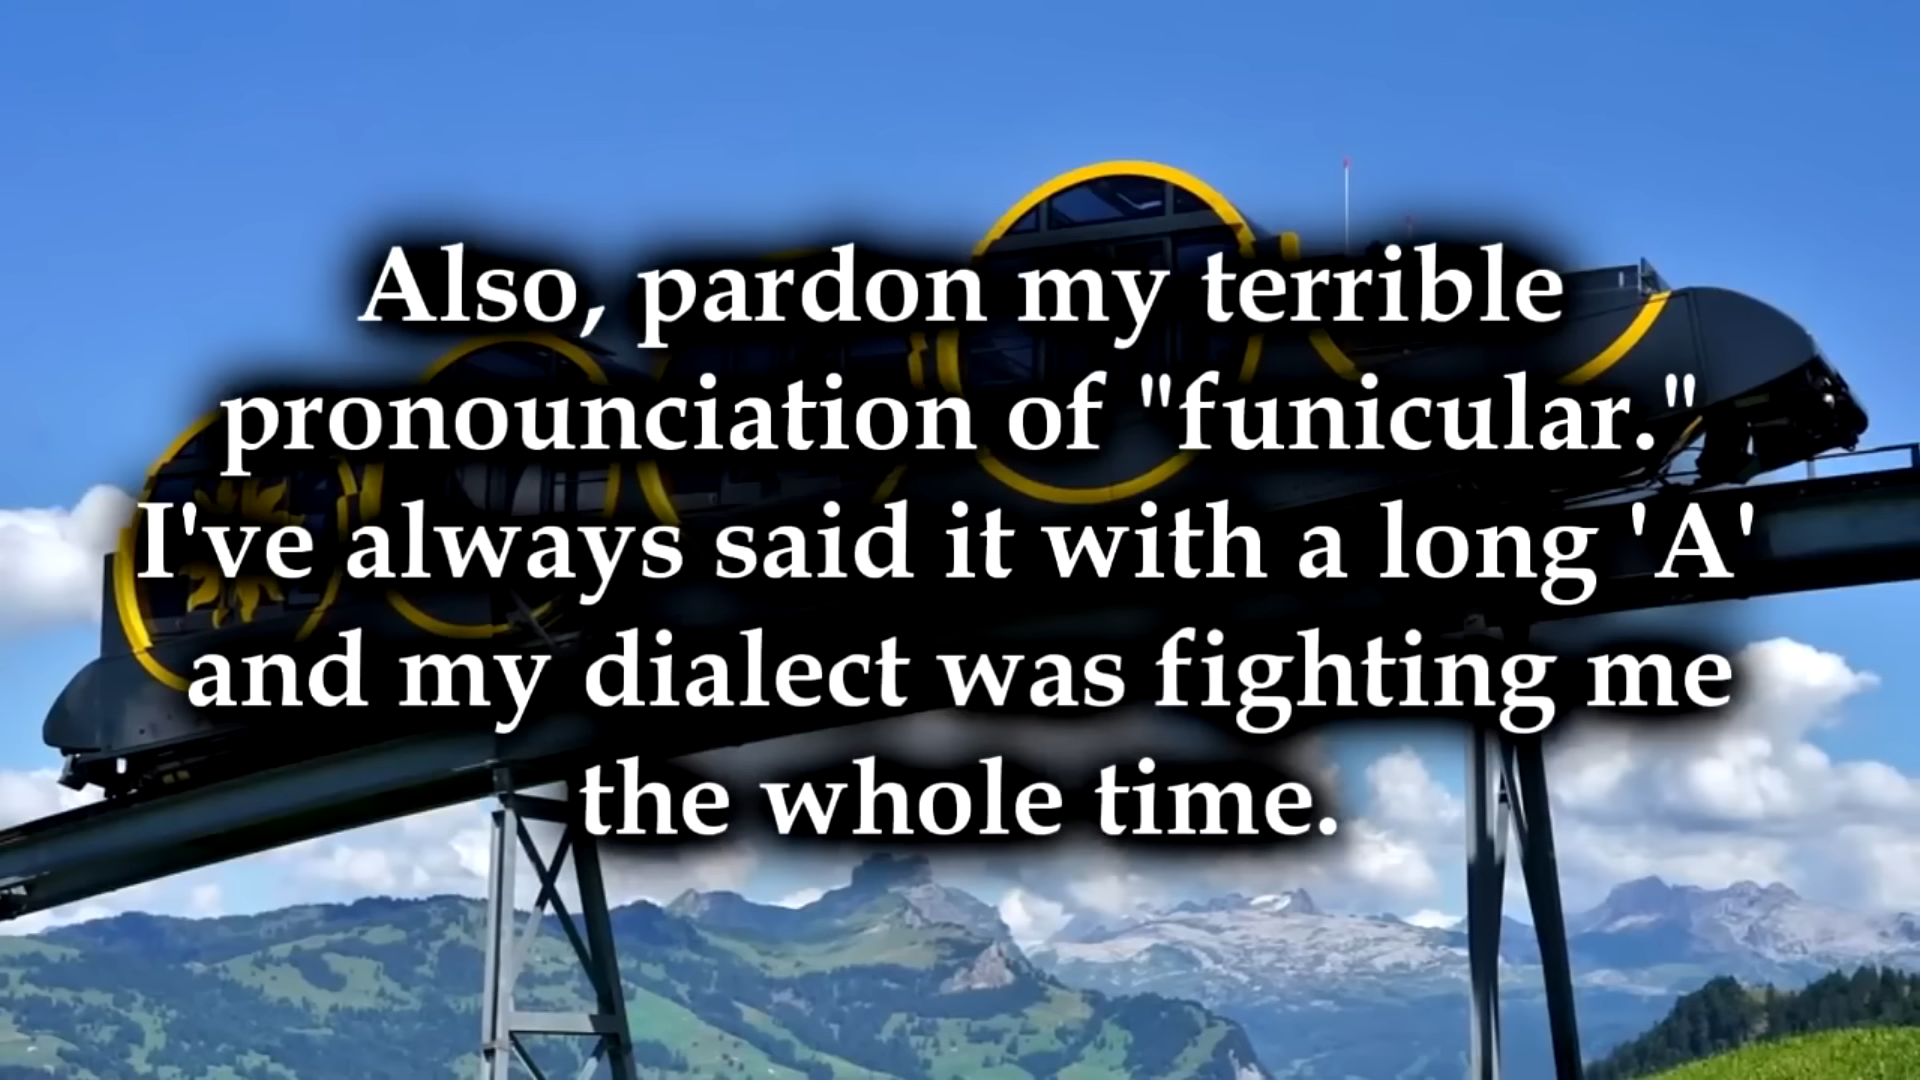 Also, pardon my terrible
pronounciation of "funicular."
I've always said it with a long 'A'
and my dialect was fighting me
the whole time.